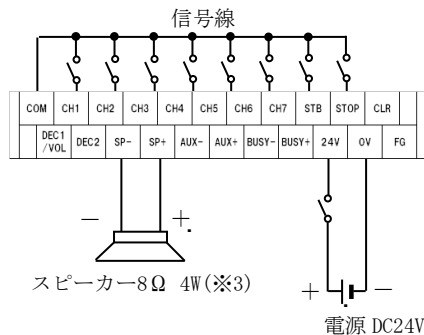 信号線
COM CH1 CH2 CH3 CH4 CH5 CH6 CH7 STB STOP CLR
DEC1/VOL DEC2 SP- SP+ AUX- AUX+ BUSY- BUSY+ 24V 0V FG
－ ＋
スピーカー8Ω 4W(※3)
＋ －
電源 DC24V